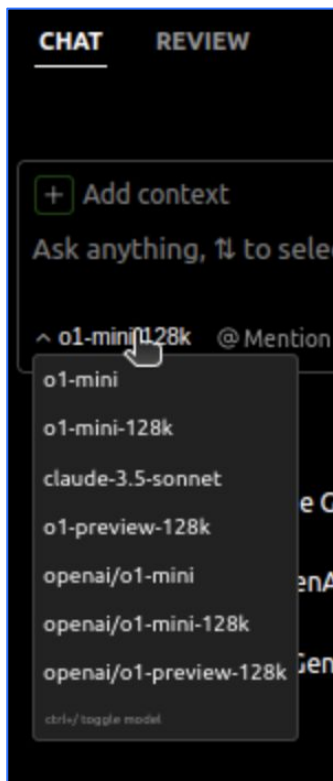 CHAT REVIEW
+ Add context
Ask anything, ⇅ to sele
^ o1-mini-128k @ Mention
o1-mini
o1-mini-128k
claude-3.5-sonnet
e
o1-preview-128k
openai/o1-mini
enA
openai/o1-mini-128k
openai/o1-preview-128k
Gen
ctrl+/ toggle model